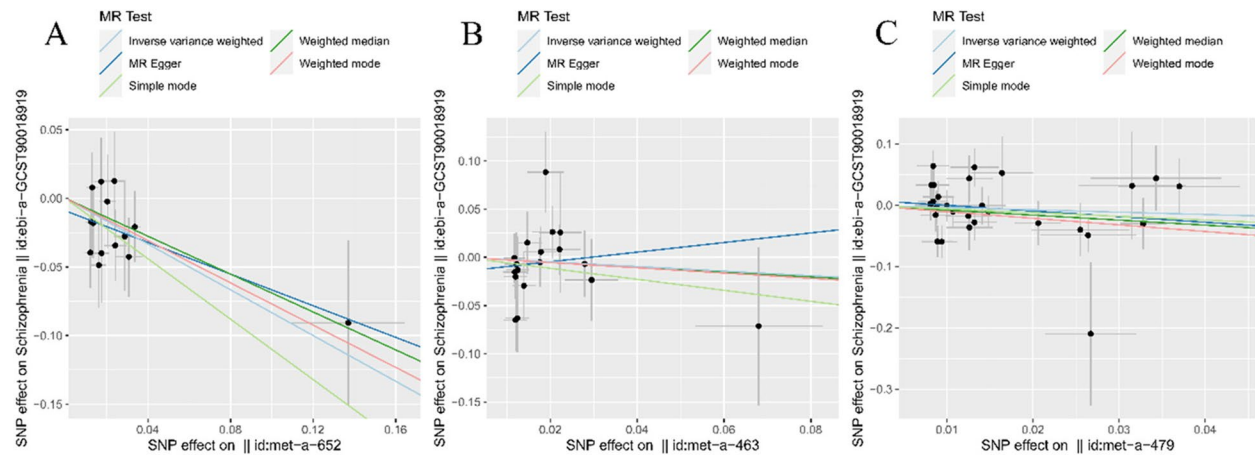 A
MR Test
Inverse variance weighted
MR Egger
Simple mode
Weighted median
Weighted mode
SNP effect on Schizophrenia || id:ebi-a-GCST90018919
0.05
0.00
-0.05
-0.10
-0.15
0.04
0.08
0.12
0.16
SNP effect on || id:met-a-652
B
MR Test
Inverse variance weighted
MR Egger
Simple mode
Weighted median
Weighted mode
SNP effect on Schizophrenia || id:ebi-a-GCST90018919
0.10
0.05
0.00
-0.05
-0.10
-0.15
0.02
0.04
0.06
0.08
SNP effect on || id:met-a-463
C
MR Test
Inverse variance weighted
MR Egger
Simple mode
Weighted median
Weighted mode
SNP effect on Schizophrenia || id:ebi-a-GCST90018919
0.1
0.0
-0.1
-0.2
-0.3
0.01
0.02
0.03
0.04
SNP effect on || id:met-a-479